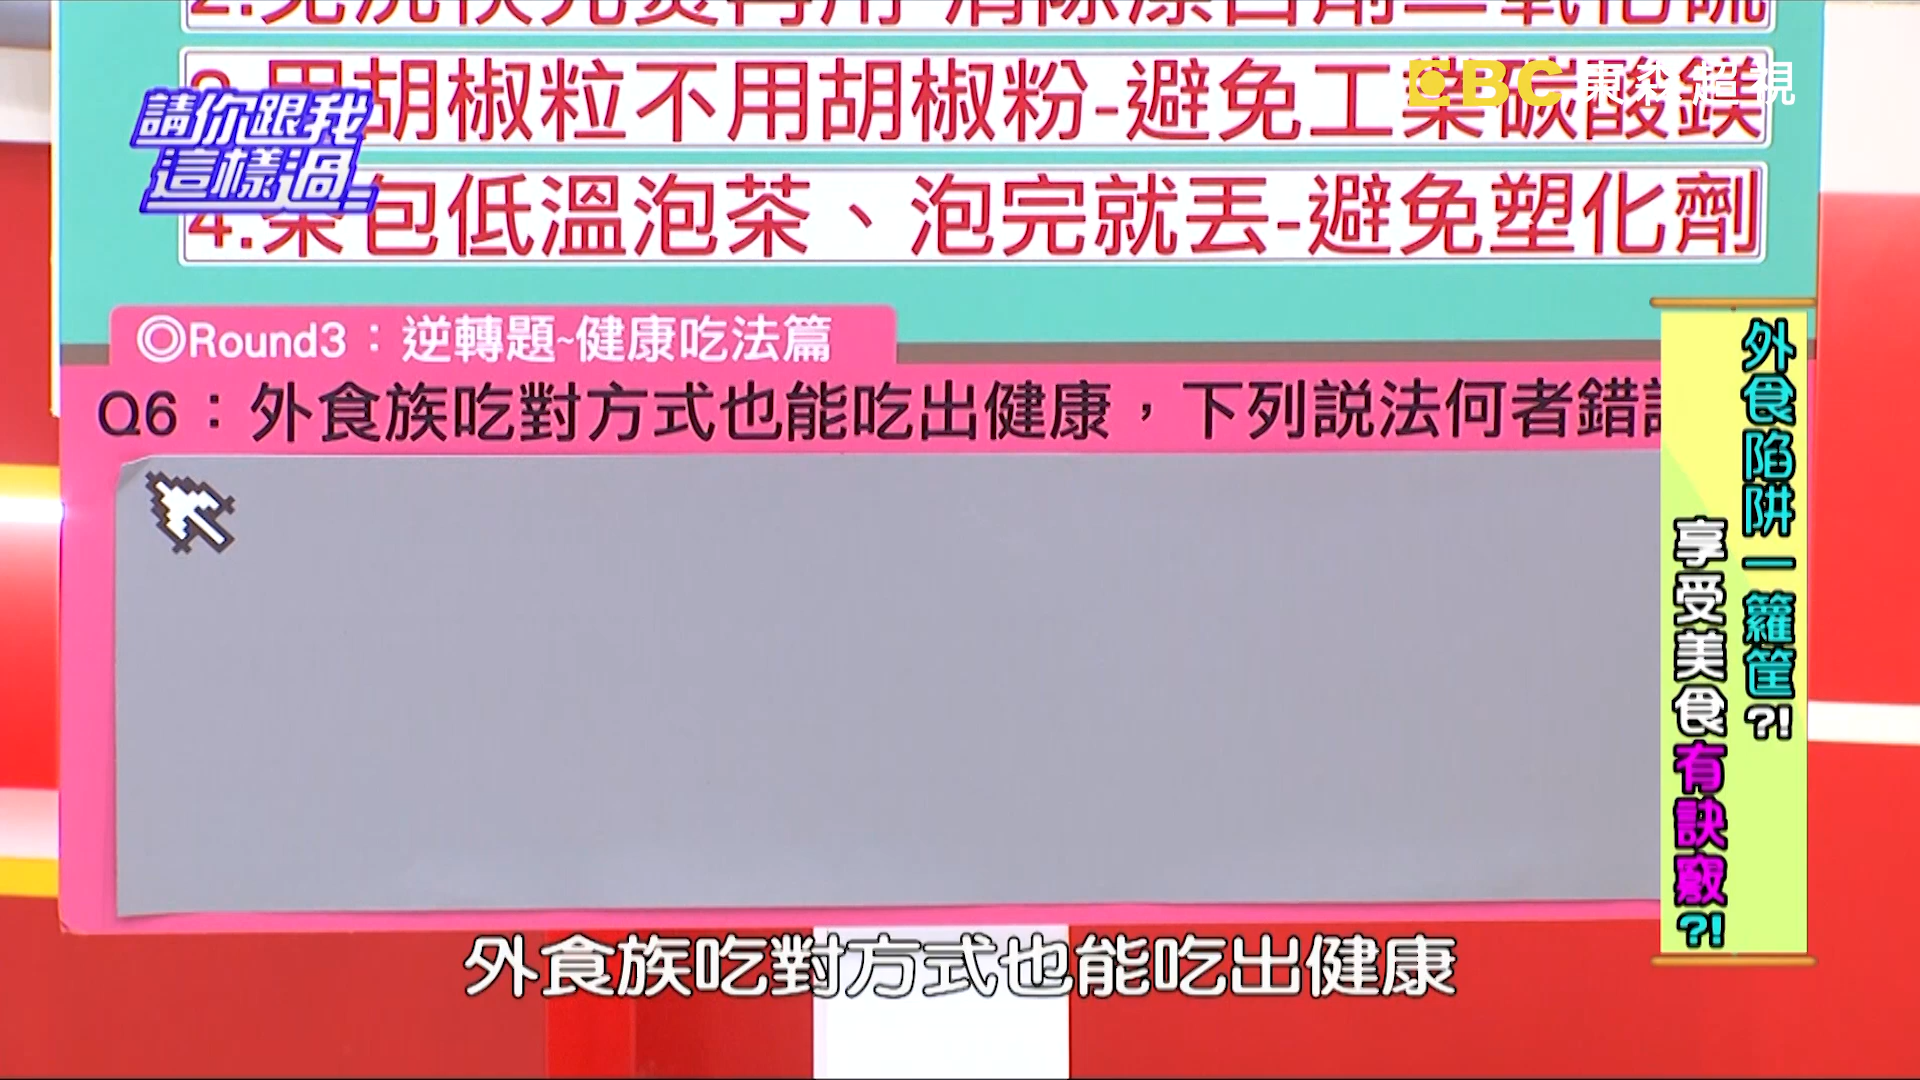 3.用胡椒粒不用胡椒粉-避免工業碳酸鎂
4.茶包低溫泡茶、泡完就丟-避免塑化劑
請你跟我
這樣過
EBC 東森超視
◎Round3：逆轉題~健康吃法篇
Q6：外食族吃對方式也能吃出健康，下列說法何者錯
外食陷阱一籮筐?!
享受美食有訣竅?!
外食族吃對方式也能吃出健康